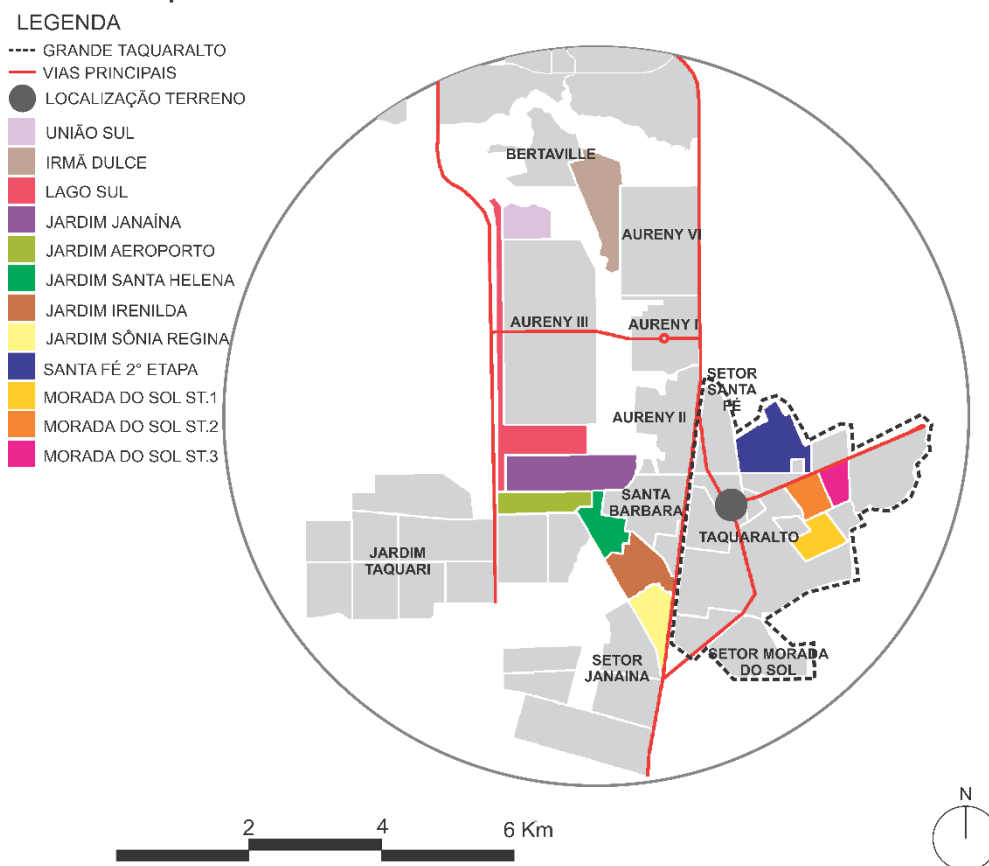 LEGENDA
GRANDE TAQUARALTO
VIAS PRINCIPAIS
LOCALIZAÇÃO TERRENO
UNIÃO SUL
IRMÃ DULCE
LAGO SUL
JARDIM JANAÍNA
JARDIM AEROPORTO
JARDIM SANTA HELENA
JARDIM IRENILDA
JARDIM SÔNIA REGINA
SANTA FÉ 2° ETAPA
MORADA DO SOL ST.1
MORADA DO SOL ST.2
MORADA DO SOL ST.3
BERTAVILLE
AURENY VI
AURENY III
AURENY I
SETOR
SANTA
FÉ
AURENY II
SANTA
BARBARA
TAQUARALTO
JARDIM
TAQUARI
SETOR
JANAINA
SETOR MORADA
DO SOL
2
4
6 Km
N